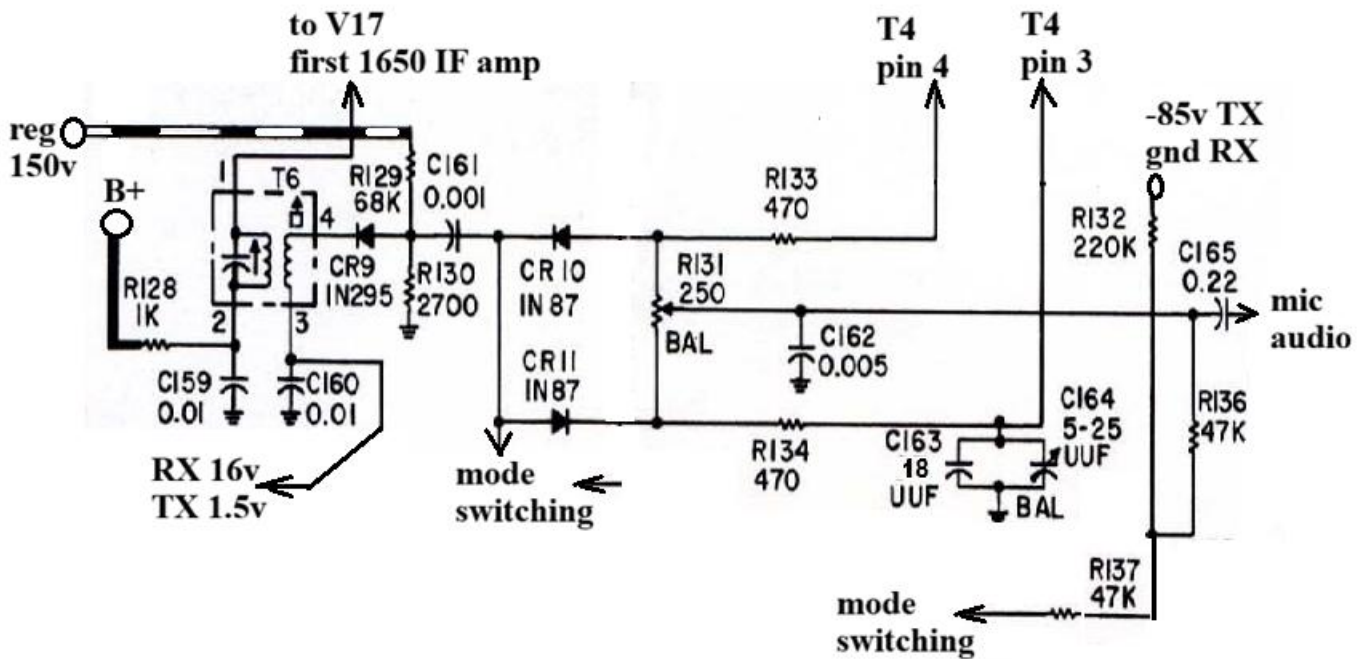 to V17
first 1650 IF amp
T4
pin 4
T4
pin 3
-85v TX
gnd RX
reg
150v
B+
1
T6
4
R129
68K
C161
0.001
R133
470
R132
220K
C165
0.22
mic
audio
R128
1K
2
3
CR9
1N295
R130
2700
CR10
1N87
R131
250
BAL
C162
0.005
CR11
1N87
C159
0.01
C160
0.01
R134
470
C163
18
UUF
C164
5-25
UUF
BAL
R136
47K
RX 16v
TX 1.5v
mode
switching
R137
47K
mode
switching